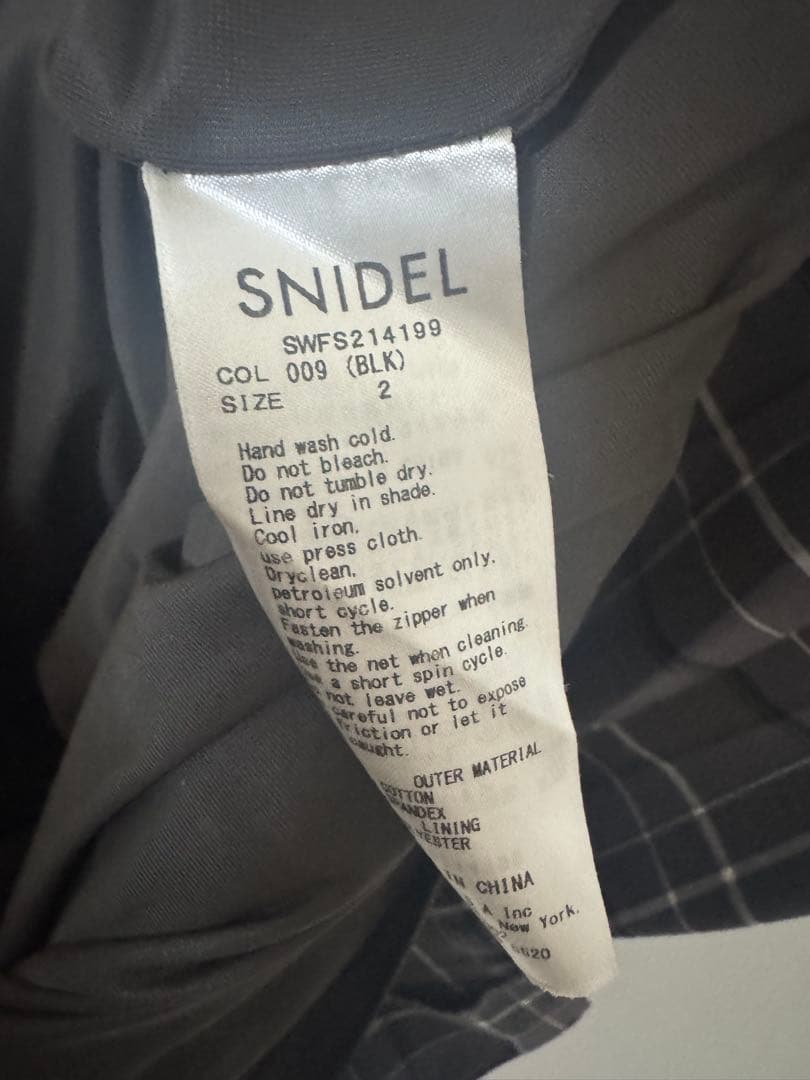 SNIDEL
SWFS214199
COL 009 (BLK)
SIZE 2
Hand wash cold.
Do not bleach.
Do not tumble dry.
Line dry in shade.
Cool iron.
use press cloth.
Dryclean.
petroleum solvent only.
short cycle.
Fasten the zipper when
washing.
the net when cleaning.
a short spin cycle.
not leave wet.
careful not to expose
friction or let it
caught.
OUTER MATERIAL
COTTON
LINING
IN CHINA
A Inc
New York.